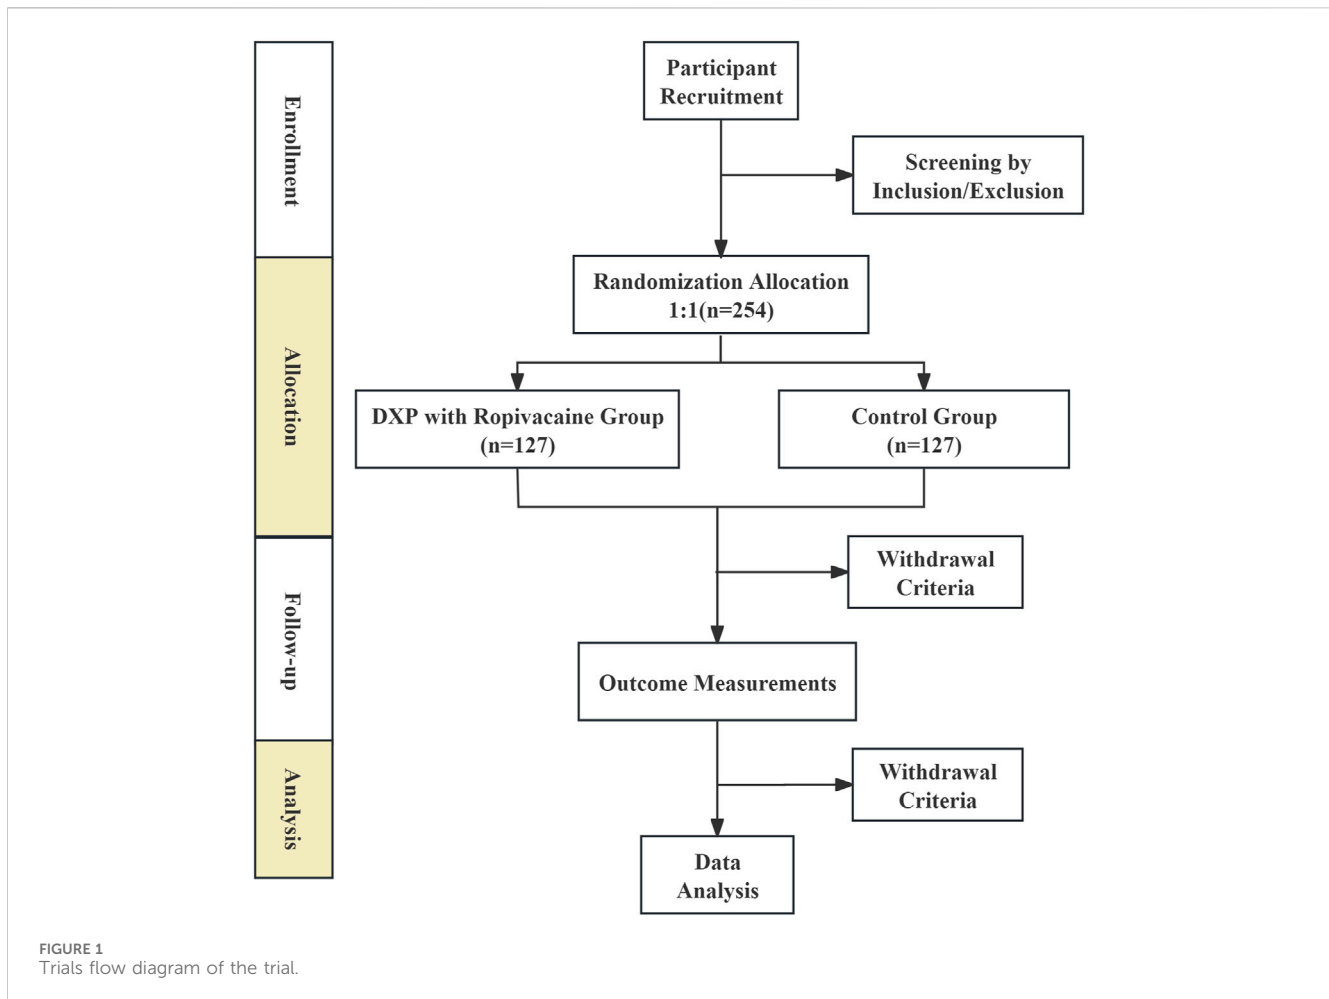 Enrollment
Participant
Recruitment
Screening by
Inclusion/Exclusion
Allocation
Randomization Allocation
1:1(n=254)
DXP with Ropivacaine Group
(n=127)
Control Group
(n=127)
Follow-up
Withdrawal
Criteria
Outcome Measurements
Analysis
Withdrawal
Criteria
Data
Analysis
FIGURE 1
Trials flow diagram of the trial.